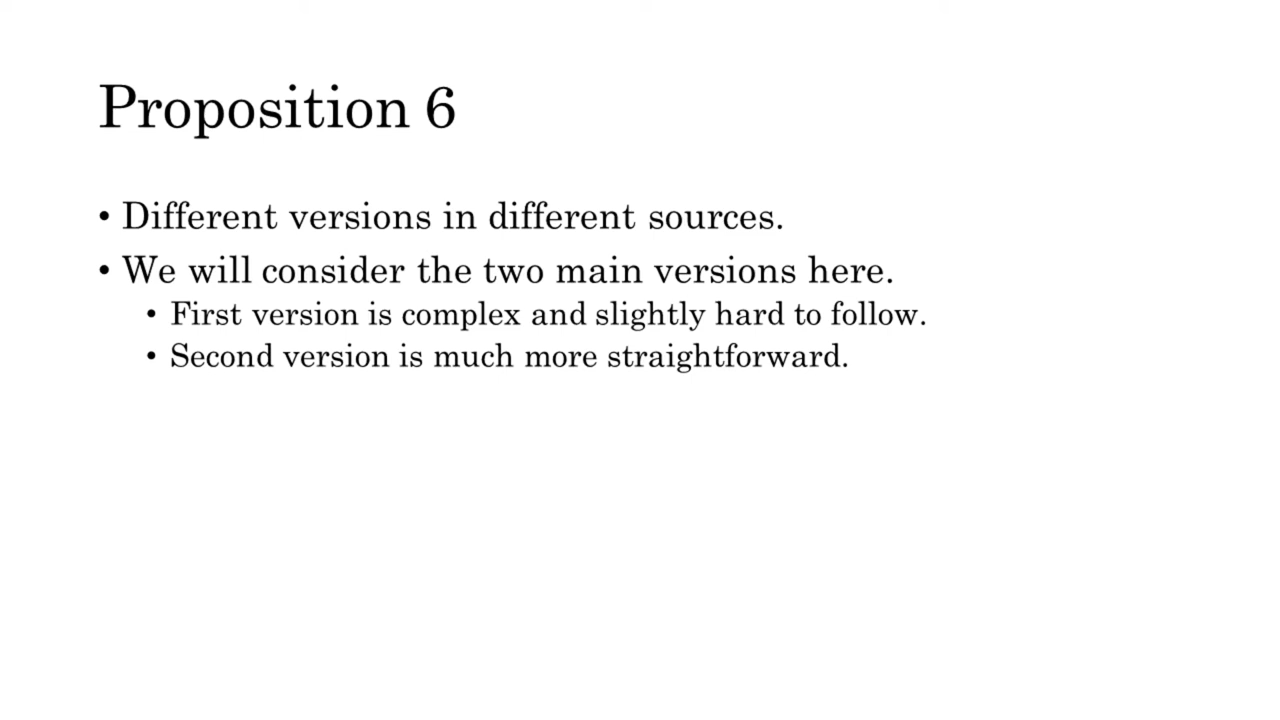 Proposition 6
• Different versions in different sources.
• We will consider the two main versions here.
• First version is complex and slightly hard to follow.
• Second version is much more straightforward.